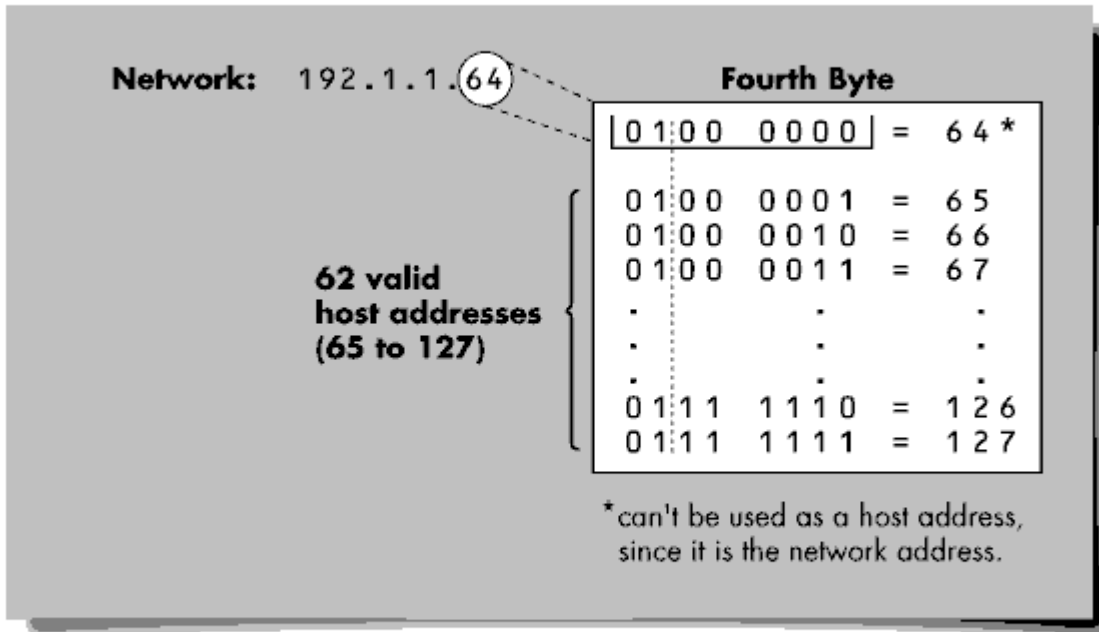 Network: 192.1.1.64
Fourth Byte
0100 0000 = 64*
0100 0001 = 65
0100 0010 = 66
0100 0011 = 67
. . .
. . .
. . .
0111 1110 = 126
0111 1111 = 127
62 valid
host addresses
(65 to 127)
*can't be used as a host address,
since it is the network address.